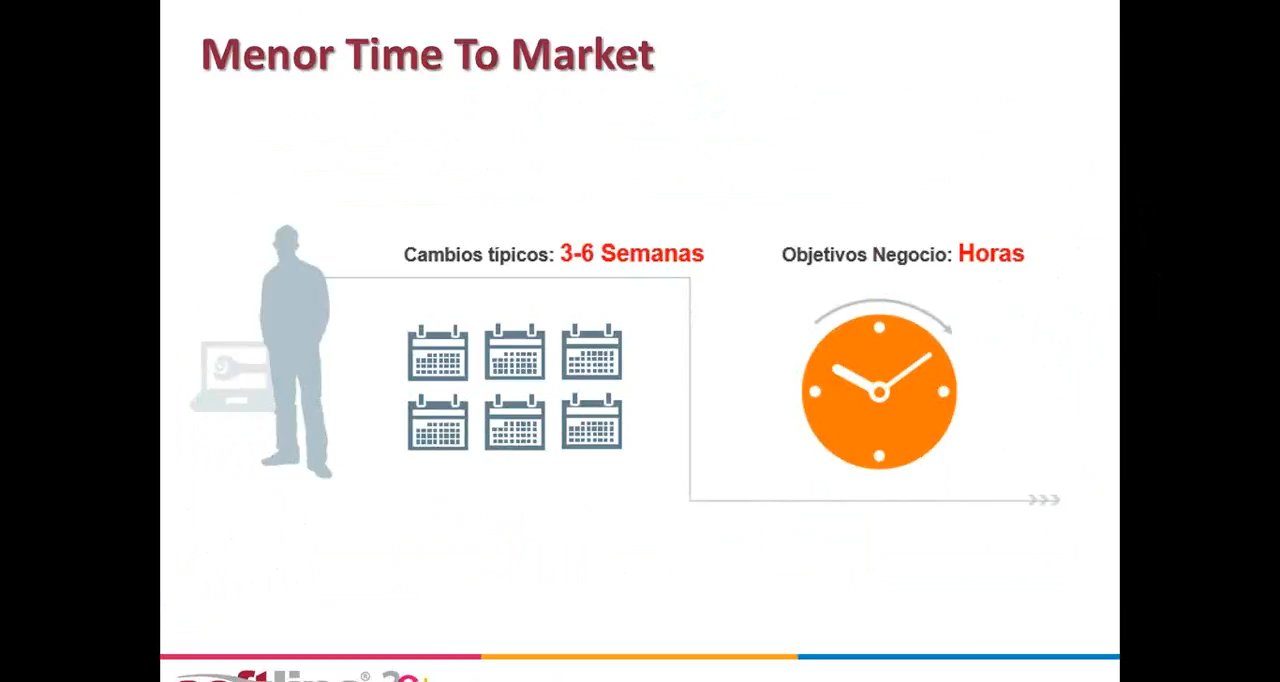 Menor Time To Market
Cambios típicos: 3-6 Semanas
Objetivos Negocio: Horas